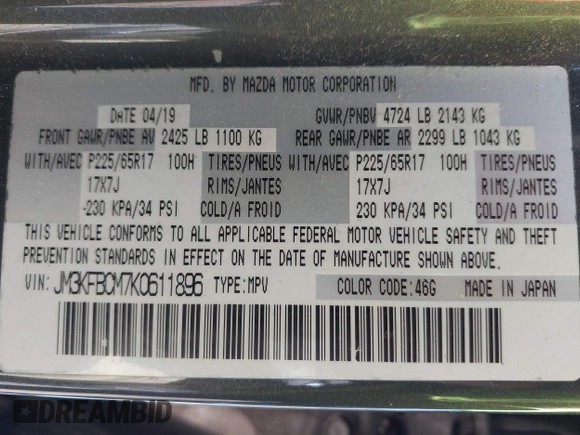 MFD. BY MAZDA MOTOR CORPORATION
DATE 04/19 GVWR/PNBV 4724 LB 2143 KG
FRONT GAWR/PNBE AV 2425 LB 1100 KG REAR GAWR/PNBE AR 2299 LB 1043 KG
WITH/AVEC P225/65R17 100H TIRES/PNEUS WITH/AVEC P225/65R17 100H TIRES/PNEUS
17X7J RIMS/JANTES 17X7J RIMS/JANTES
230 KPA/34 PSI COLD/A FROID 230 KPA/34 PSI COLD/A FROID
THIS VEHICLE CONFORMS TO ALL APPLICABLE FEDERAL MOTOR VEHICLE SAFETY AND THEFT
PREVENTION STANDARDS IN EFFECT ON THE DATE OF MANUFACTURE SHOWN ABOVE.
VIN: JM3KFBCM7K0611896 TYPE: MPV COLOR CODE: 46G MADE IN JAPAN
DREAMBID